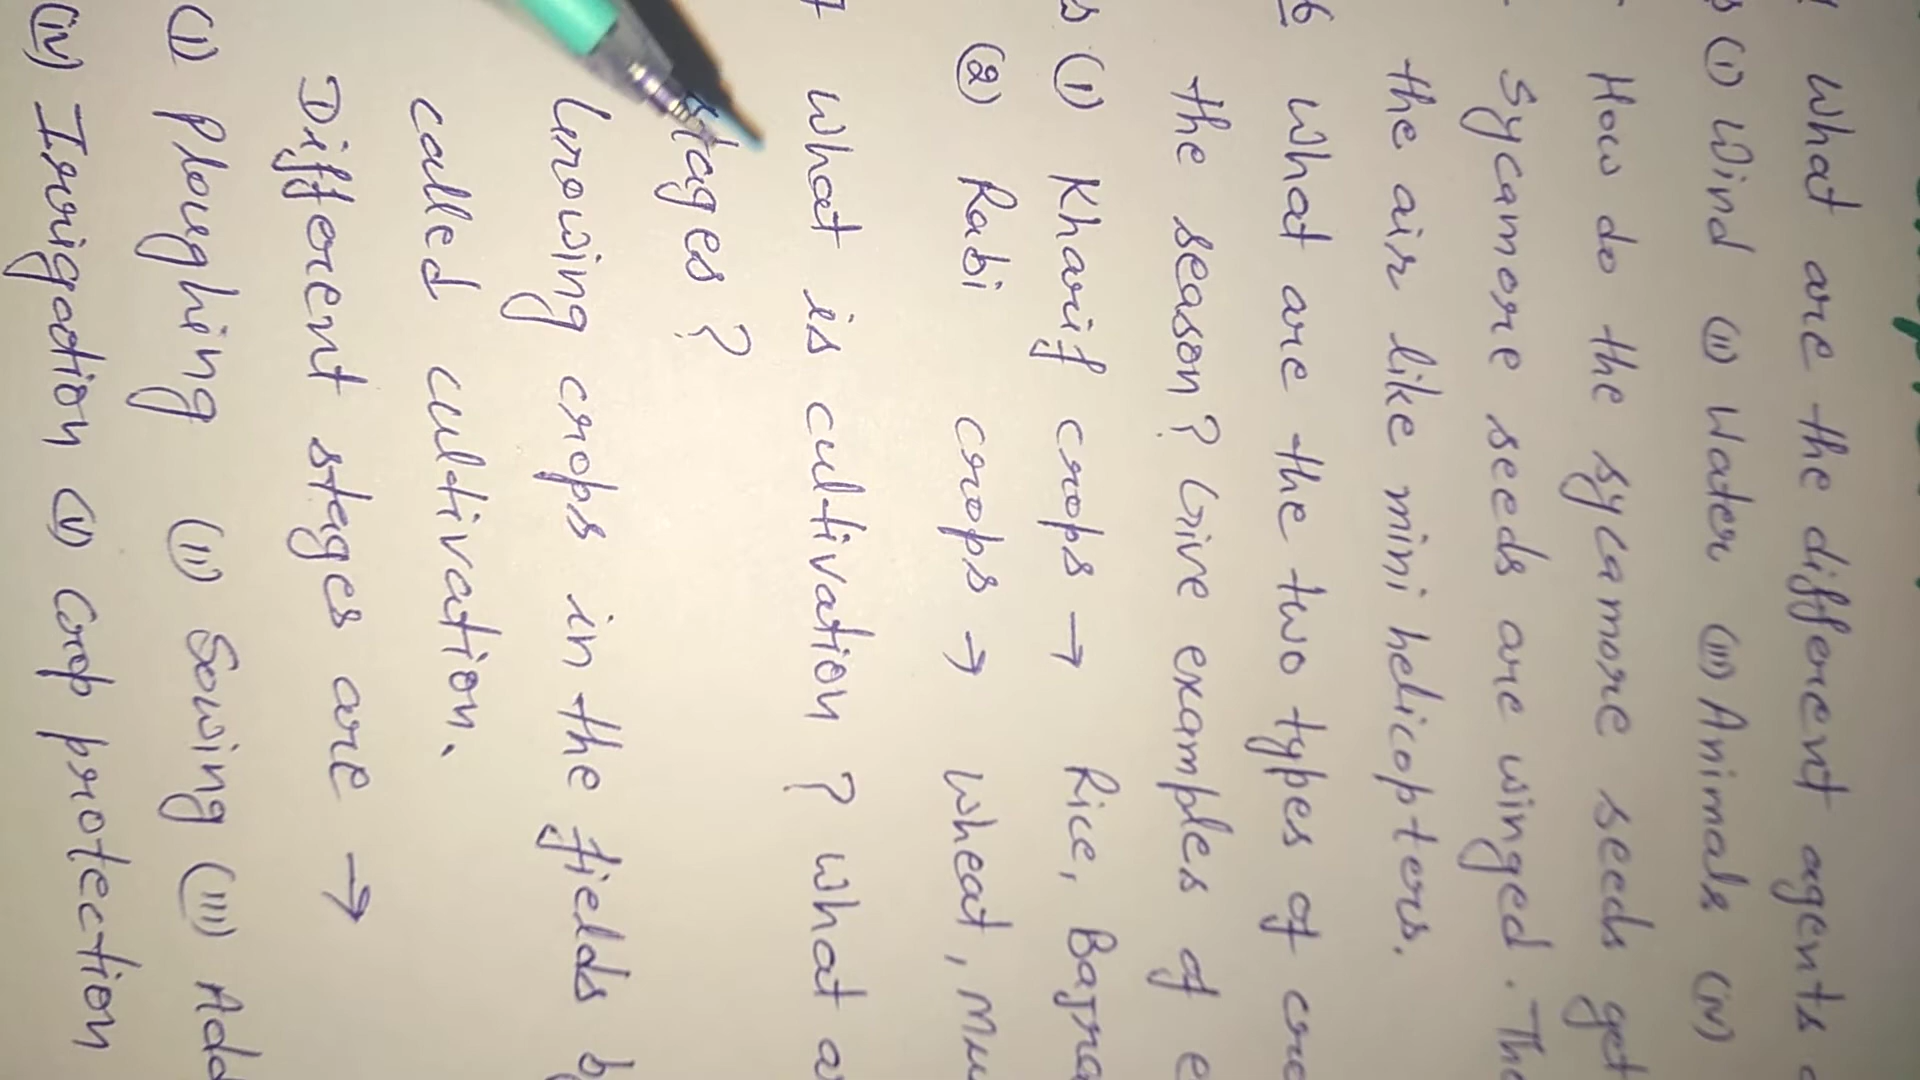 What are the different agents
(i) Wind (ii) Water (iii) Animals (iv)
How do the sycamore seeds get
Sycamore seeds are winged. The
the air like mini helicopters.
6 What are the two types of
the season? Give examples of
(1) Kharif crops → Rice, Bajra
(2) Rabi crops → Wheat,
7 What is cultivation? What
stages?
Growing crops in the fields
called cultivation.
Different stages are →
(i) Ploughing (ii) Sowing (iii) Add
(iv) Irrigation (v) Crop protection